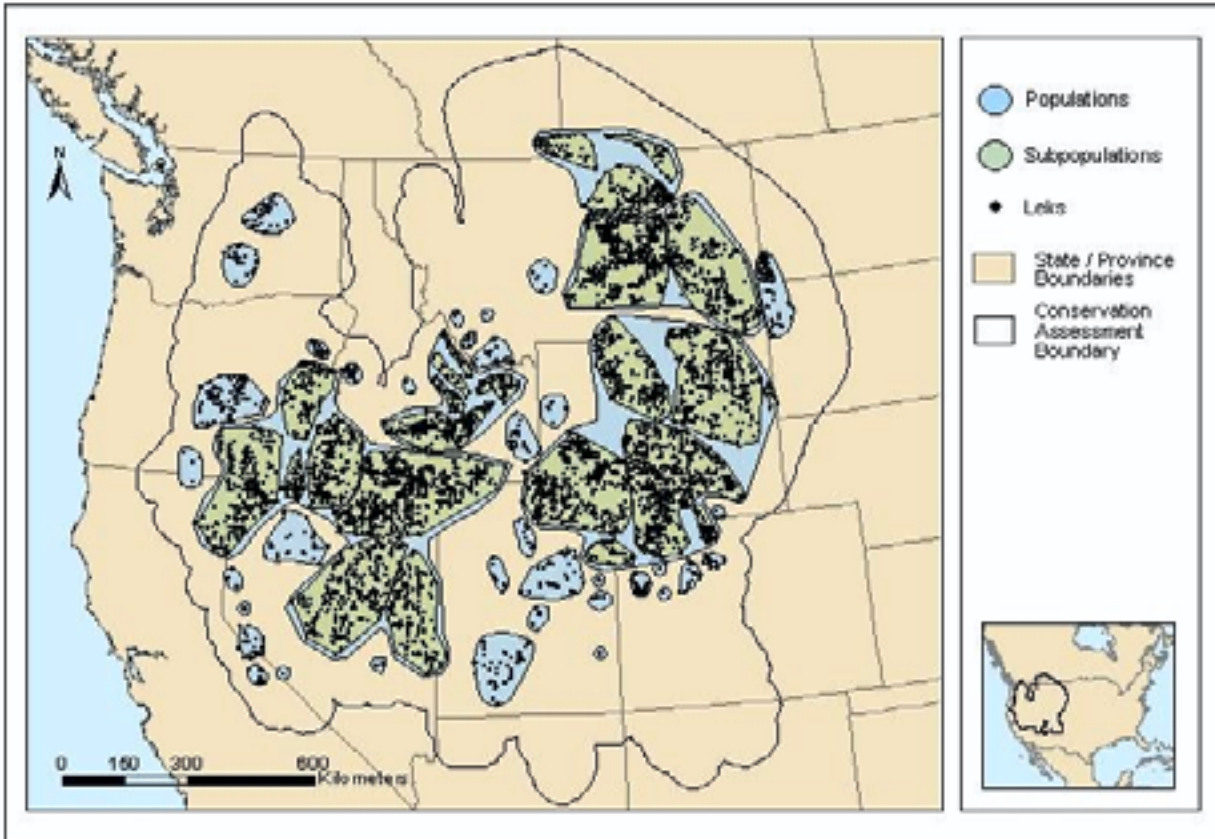 N
0 150 300 600
Kilometers
Populations
Subpopulations
Leks
State / Province
Boundaries
Conservation
Assessment
Boundary